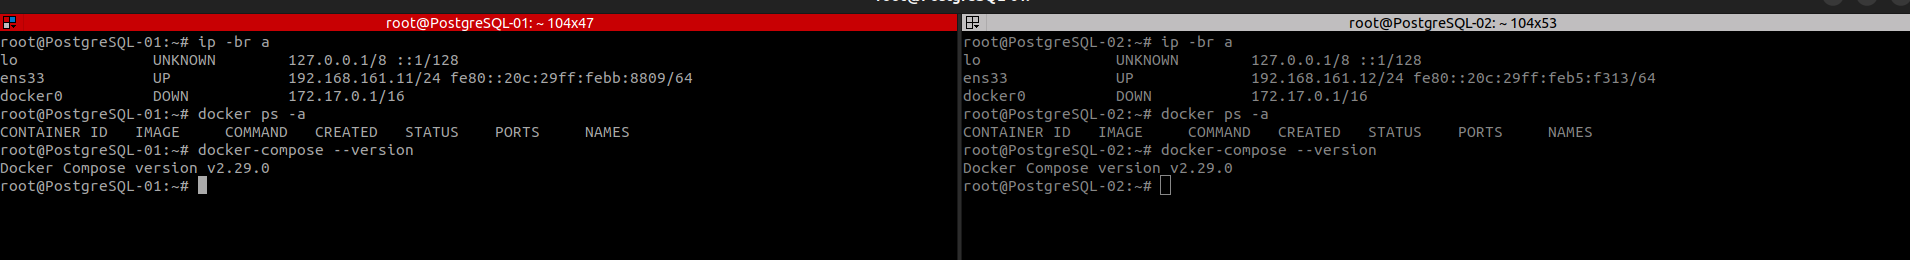 root@PostgreSQL-01: ~ 104x47
root@PostgreSQL-01:~# ip -br a
lo UNKNOWN 127.0.0.1/8 ::1/128
ens33 UP 192.168.161.11/24 fe80::20c:29ff:febb:8809/64
docker0 DOWN 172.17.0.1/16
root@PostgreSQL-01:~# docker ps -a
CONTAINER ID IMAGE COMMAND CREATED STATUS PORTS NAMES
root@PostgreSQL-01:~# docker-compose --version
Docker Compose version v2.29.0
root@PostgreSQL-01:~#
root@PostgreSQL-02: ~ 104x53
root@PostgreSQL-02:~# ip -br a
lo UNKNOWN 127.0.0.1/8 ::1/128
ens33 UP 192.168.161.12/24 fe80::20c:29ff:feb5:f313/64
docker0 DOWN 172.17.0.1/16
root@PostgreSQL-02:~# docker ps -a
CONTAINER ID IMAGE COMMAND CREATED STATUS PORTS NAMES
root@PostgreSQL-02:~# docker-compose --version
Docker Compose version v2.29.0
root@PostgreSQL-02:~#